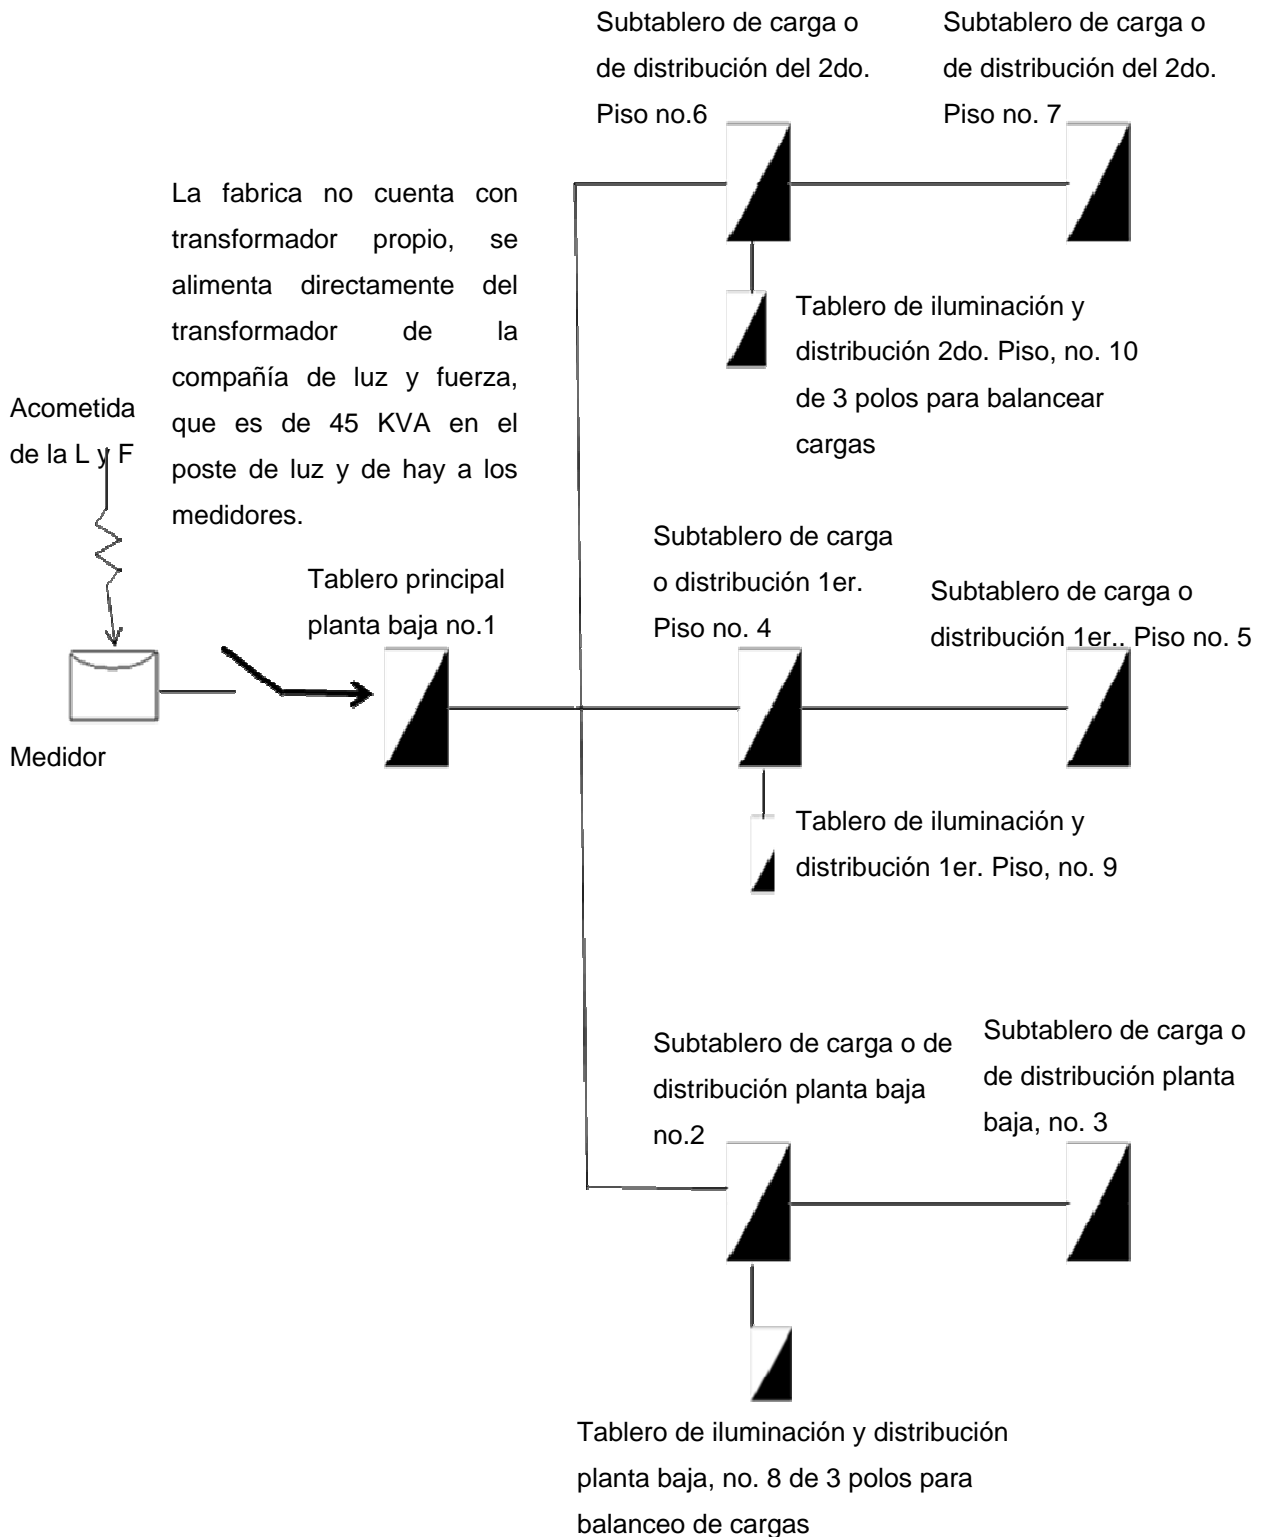 Subtablero de carga o
de distribución del 2do.
Piso no.6
Subtablero de carga o
de distribución del 2do.
Piso no. 7
La fabrica no cuenta con
transformador propio, se
alimenta directamente del
transformador de la
compañía de luz y fuerza,
que es de 45 KVA en el
poste de luz y de hay a los
medidores.
Tablero de iluminación y
distribución 2do. Piso, no. 10
de 3 polos para balancear
cargas
Acometida
de la L y F
Tablero principal
planta baja no.1
Subtablero de carga
o distribución 1er.
Piso no. 4
Subtablero de carga o
distribución 1er.. Piso no. 5
Medidor
Tablero de iluminación y
distribución 1er. Piso, no. 9
Subtablero de carga o de
distribución planta baja
no.2
Subtablero de carga o
de distribución planta
baja, no. 3
Tablero de iluminación y distribución
planta baja, no. 8 de 3 polos para
balanceo de cargas